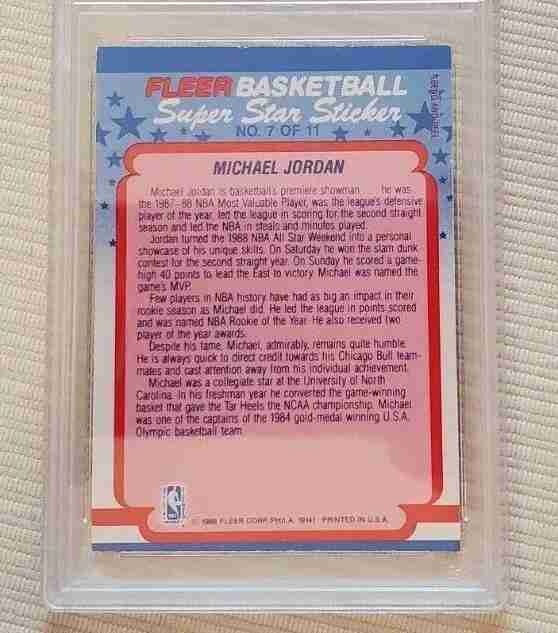 FLEER BASKETBALL
Super Star Sticker
NO. 7 OF 11
MICHAEL JORDAN
Michael Jordan is basketball's premiere showman . . . he was
the 1987-88 NBA Most Valuable Player, was the league's defensive
player of the year, led the league in scoring for the second straight
season and led the NBA in steals and minutes played.
Jordan turned the 1988 NBA All Star Weekend into a personal
showcase of his unique skills. On Saturday he won the slam dunk
contest for the second straight year. On Sunday he scored a game-
high 40 points to lead the East to victory. Michael was named the
game's MVP.
Few players in NBA history have had as big an impact in their
rookie season as Michael did. He led the league in points scored
and was named NBA Rookie of the Year. He also received two
player of the year awards.
Despite his fame, Michael, admirably, remains quite humble.
He is always quick to direct credit towards his Chicago Bull team-
mates and cast attention away from his individual achievement.
Michael was a collegiate star at the University of North
Carolina. In his freshman year he converted the game-winning
basket that gave the Tar Heels the NCAA championship. Michael
was one of the captains of the 1984 gold-medal winning U.S.A.
Olympic basketball team.
© 1988 FLEER CORP. PHILA. 19141 PRINTED IN U.S.A.